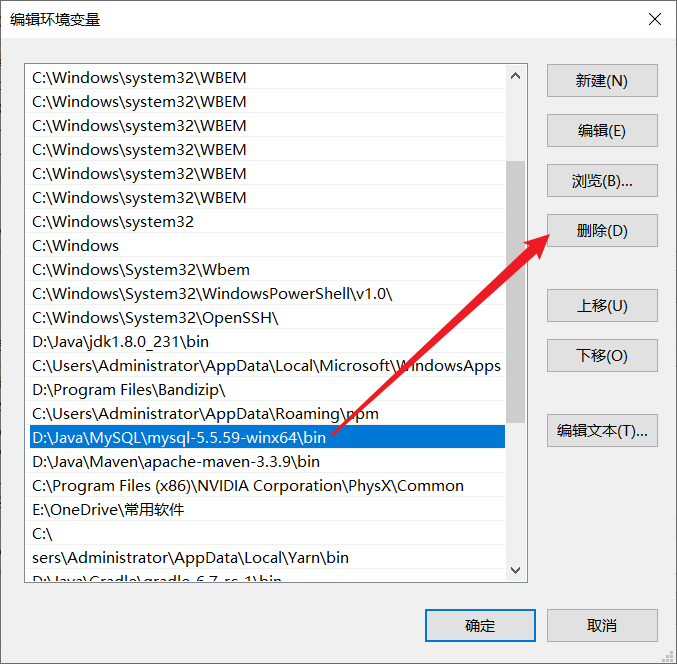 编辑环境变量
C:\Windows\system32\WBEM
C:\Windows\system32\WBEM
C:\Windows\system32\WBEM
C:\Windows\system32\WBEM
C:\Windows\system32\WBEM
C:\Windows\system32\WBEM
C:\Windows\system32
C:\Windows
C:\Windows\System32\Wbem
C:\Windows\System32\WindowsPowerShell\v1.0\
C:\Windows\System32\OpenSSH\
D:\Java\jdk1.8.0_231\bin
C:\Users\Administrator\AppData\Local\Microsoft\WindowsApps
D:\Program Files\Bandizip\
C:\Users\Administrator\AppData\Roaming\npm
D:\Java\MySQL\mysql-5.5.59-winx64\bin
D:\Java\Maven\apache-maven-3.3.9\bin
C:\Program Files (x86)\NVIDIA Corporation\PhysX\Common
E:\OneDrive\常用软件
C:\
sers\Administrator\AppData\Local\Yarn\bin
D:\Java\Gradle\gradle-6.7-rc-1\bin
新建(N)
编辑(E)
浏览(B)...
删除(D)
上移(U)
下移(O)
编辑文本(T)...
确定
取消